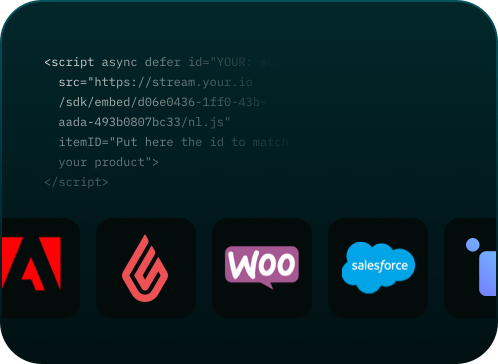 <script async defer id="YOUR:
src="https://stream.your.io
/sdk/embed/d06e0436-1ff0-43b-
aada-493b0807bc33/nl.js"
itemID="Put here the id to match
your product">
</script>
WOO
salesforce